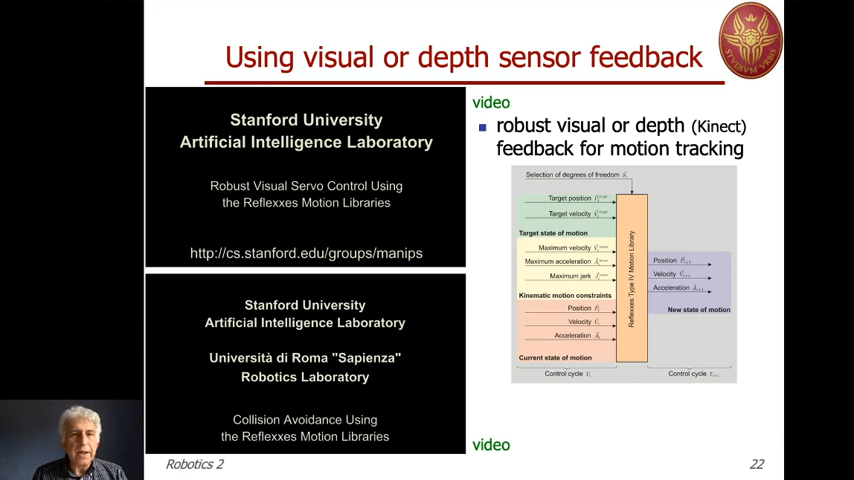 Using visual or depth sensor feedback
Stanford University
Artificial Intelligence Laboratory
Robust Visual Servo Control Using
the Reflexxes Motion Libraries
http://cs.stanford.edu/groups/manips
Stanford University
Artificial Intelligence Laboratory
Università di Roma "Sapienza"
Robotics Laboratory
Collision Avoidance Using
the Reflexxes Motion Libraries
video
robust visual or depth (Kinect)
feedback for motion tracking
Selection of degrees of freedom
Target position
Target velocity
Target state of motion
Maximum velocity
Maximum acceleration
Maximum jerk
Kinematic motion constraints
Position
Velocity
Acceleration
Current state of motion
Control cycle
Reflexxes Type IV Motion Library
Position
Velocity
Acceleration
New state of motion
Control cycle
video
Robotics 2
22